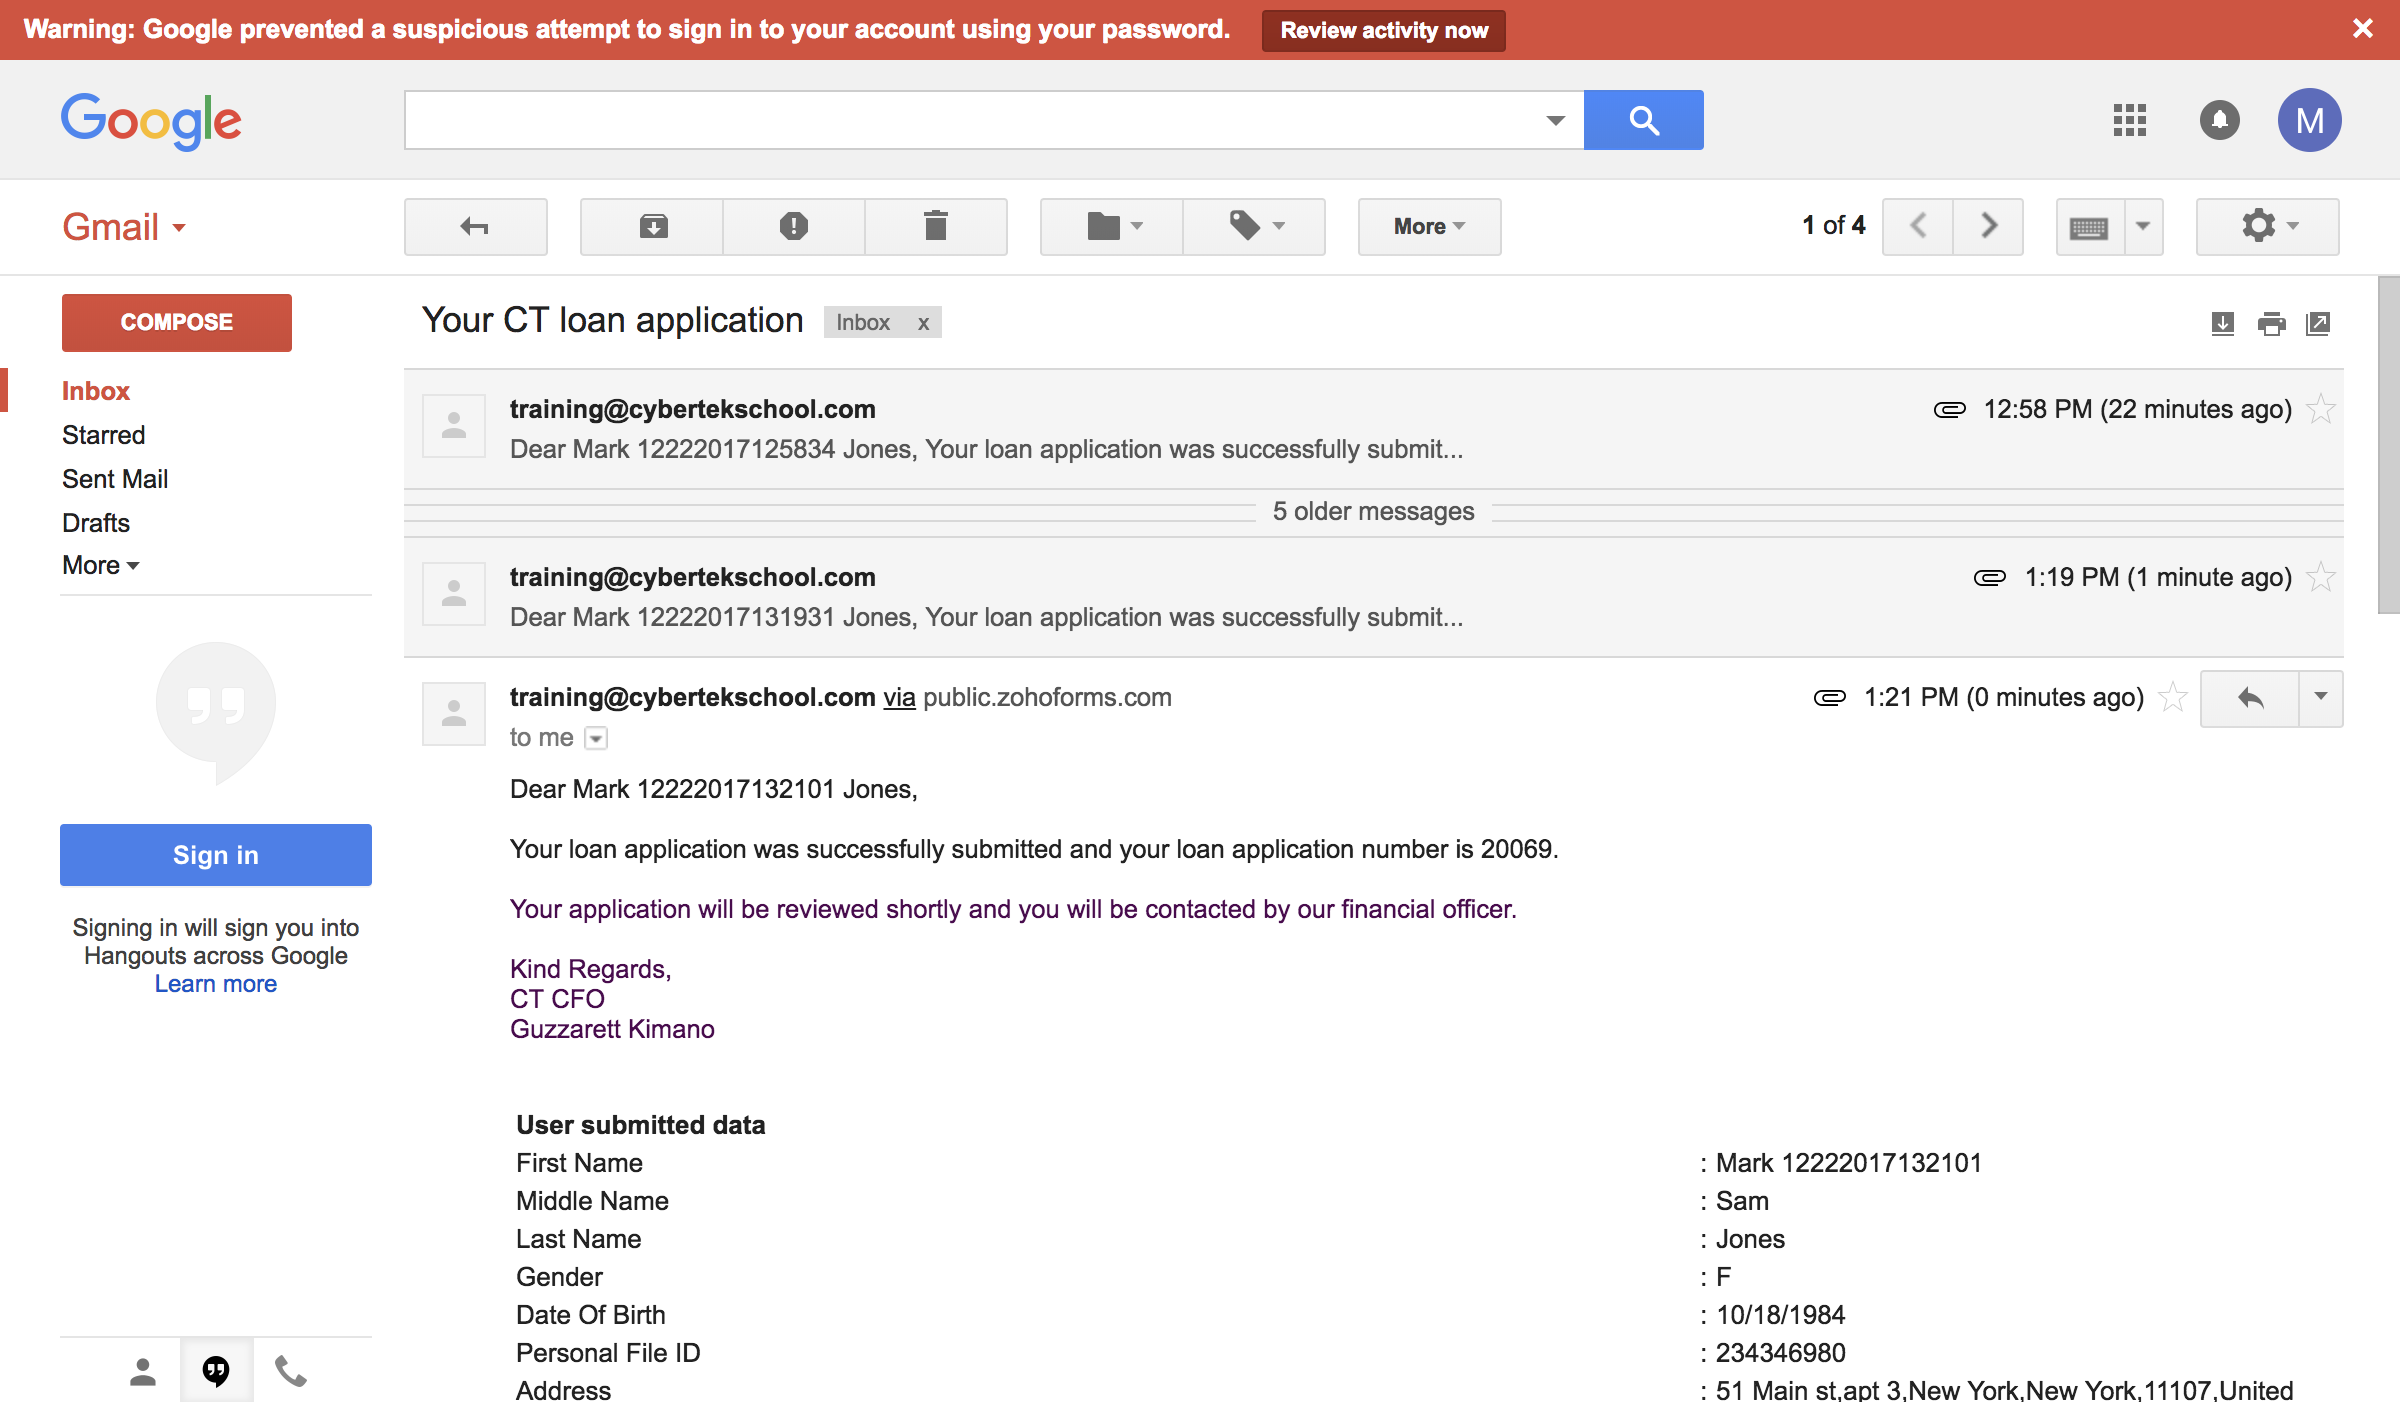 Warning: Google prevented a suspicious attempt to sign in to your account using your password. Review activity now
Google
M
Gmail
More
1 of 4
COMPOSE
Inbox
Starred
Sent Mail
Drafts
More
Sign in
Signing in will sign you into
Hangouts across Google
Learn more
Your CT loan application Inbox x
training@cybertekschool.com 12:58 PM (22 minutes ago)
Dear Mark 12222017125834 Jones, Your loan application was successfully submit...
5 older messages
training@cybertekschool.com 1:19 PM (1 minute ago)
Dear Mark 12222017131931 Jones, Your loan application was successfully submit...
training@cybertekschool.com via public.zohoforms.com 1:21 PM (0 minutes ago)
to me
Dear Mark 12222017132101 Jones,
Your loan application was successfully submitted and your loan application number is 20069.
Your application will be reviewed shortly and you will be contacted by our financial officer.
Kind Regards,
CT CFO
Guzzarett Kimano
User submitted data
First Name : Mark 12222017132101
Middle Name : Sam
Last Name : Jones
Gender : F
Date Of Birth : 10/18/1984
Personal File ID : 234346980
Address : 51 Main st,apt 3,New York,New York,11107,United